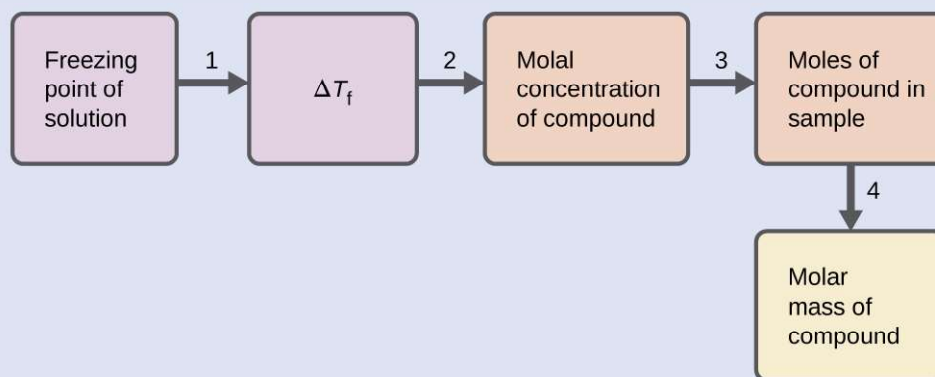 Freezing
point of
solution
1
ΔTf
2
Molal
concentration
of compound
3
Moles of
compound in
sample
4
Molar
mass of
compound